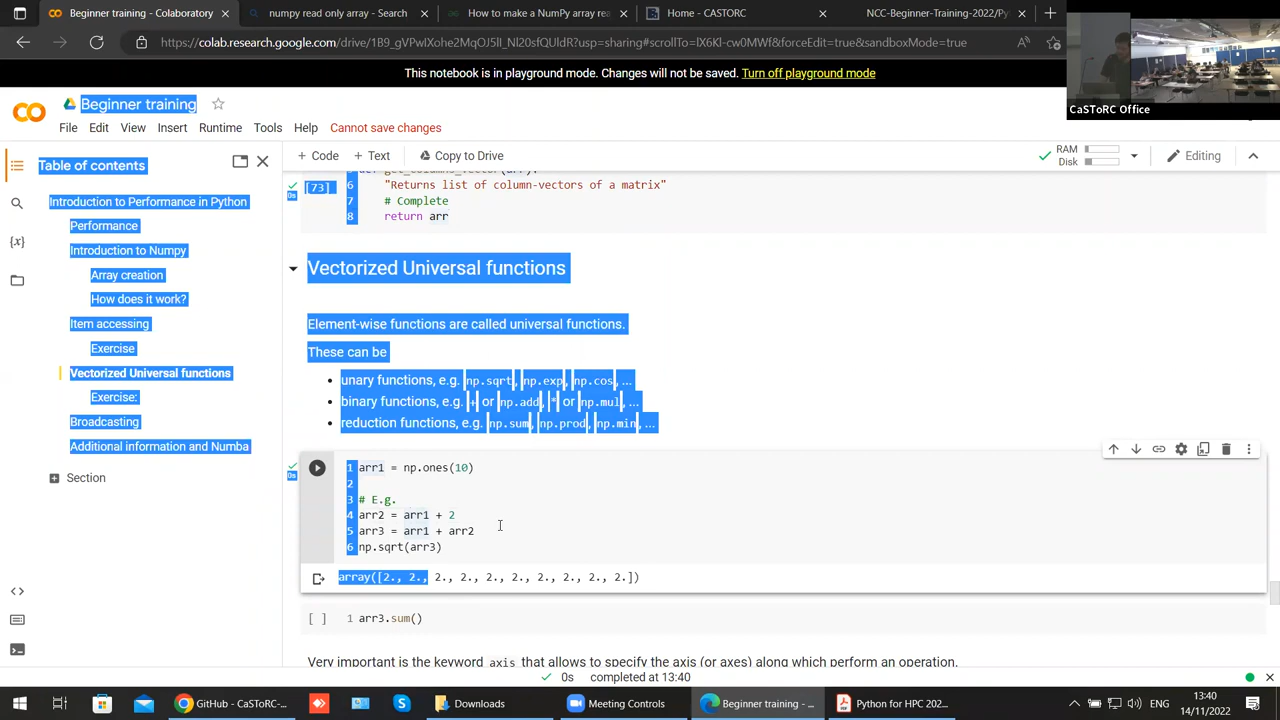 Beginner training - Colaboratory
numpy read only array - Search
How to make a NumPy array rea
Home - CASTORC
NCC-Beginner-Training-2022/Py
https://colab.research.google.com/drive/1B9_gVPwIXohe2MqOJ5II_Nl20sfQUldR?usp=sharing#scrollTo=IX6Kl-cw0MWf&forceEdit=true&sandboxMode=true
This notebook is in playground mode. Changes will not be saved. Turn off playground mode
CaSToRC Office
Beginner training
File Edit View Insert Runtime Tools Help Cannot save changes
+ Code + Text Copy to Drive
RAM
Disk
Editing
Table of contents
Introduction to Performance in Python
Performance
Introduction to Numpy
Array creation
How does it work?
Item accessing
Exercise
Vectorized Universal functions
Exercise:
Broadcasting
Additional information and Numba
Section
def get_columns_vector(arr):
[73]
0s
6 "Returns list of column-vectors of a matrix"
7 # Complete
8 return arr
Vectorized Universal functions
Element-wise functions are called universal functions.
These can be
• unary functions, e.g. np.sqrt, np.exp, np.cos, ...
• binary functions, e.g. + or np.add, * or np.mul, ...
• reduction functions, e.g. np.sum, np.prod, np.min, ...
0s
1 arr1 = np.ones(10)
2
3 # E.g.
4 arr2 = arr1 + 2
5 arr3 = arr1 + arr2
6 np.sqrt(arr3)
array([2., 2., 2., 2., 2., 2., 2., 2., 2., 2.])
[ ] 1 arr3.sum()
Very important is the keyword axis that allows to specify the axis (or axes) along which perform an operation.
0s completed at 13:40
GitHub - CaSToRC-...
Downloads
Meeting Controls
Beginner training - ...
Python for HPC 202...
ENG
13:40
14/11/2022